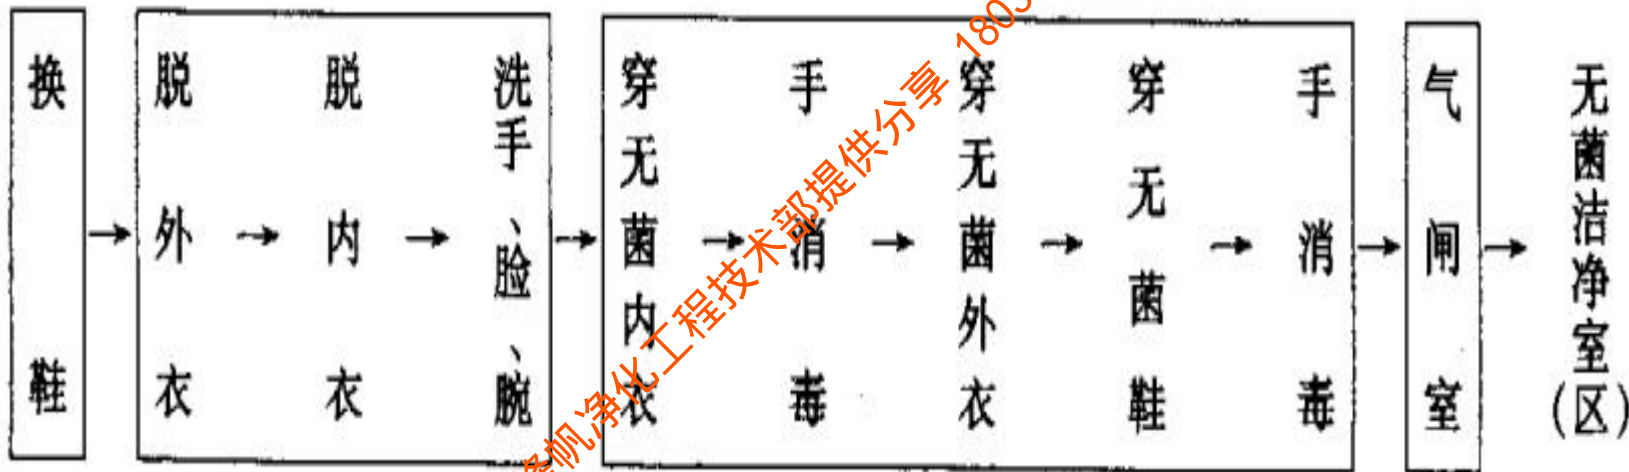 换鞋
→
脱外衣
→
脱内衣
→
洗手、脸、腕
→
穿无菌内衣
→
手消毒
→
穿无菌外衣
→
穿无菌鞋
→
手消毒
→
气闸室
→
无菌洁净室(区)
帆净化工程技术部提供分享 180